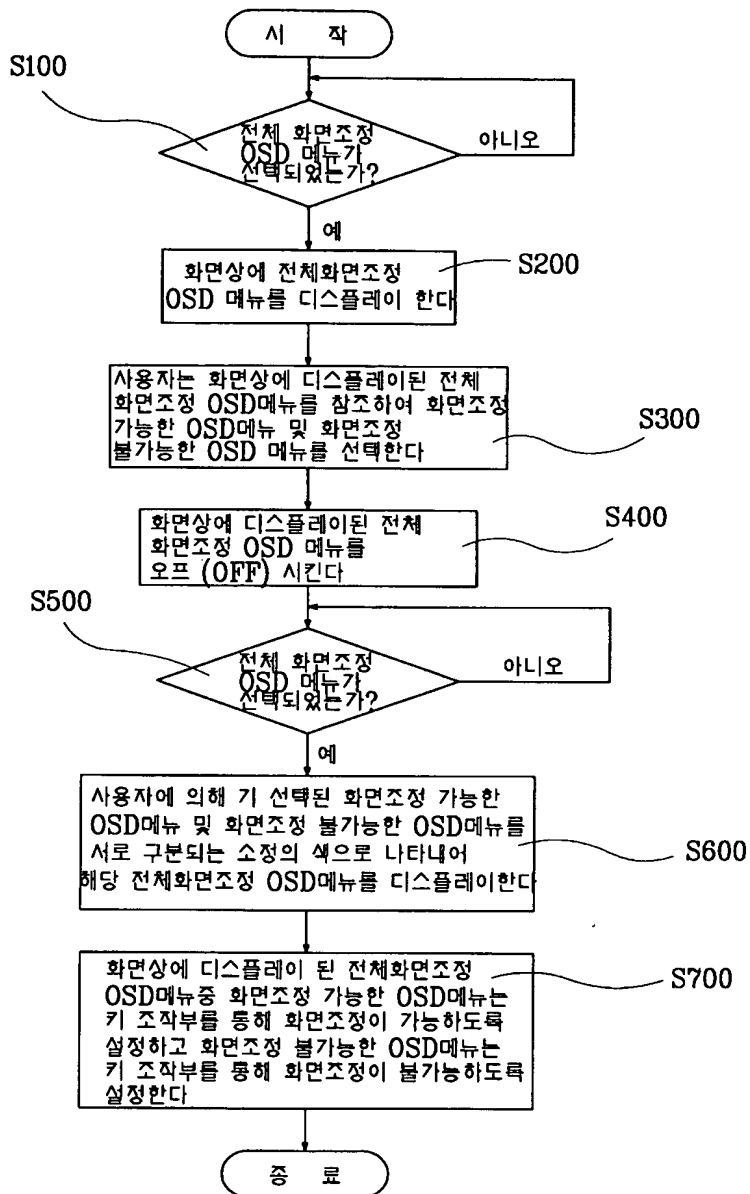 시 작
S100
전체 화면조정
OSD 메뉴가
선택되었는가?
아니오
예
화면상에 전체화면조정
OSD 메뉴를 디스플레이 한다
S200
사용자는 화면상에 디스플레이된 전체
화면조정 OSD메뉴를 참조하여 화면조정
가능한 OSD메뉴 및 화면조정
불가능한 OSD 메뉴를 선택한다
S300
화면상에 디스플레이된 전체
화면조정 OSD 메뉴를
오프 (OFF) 시킨다
S400
S500
전체 화면조정
OSD 메뉴가
선택되었는가?
아니오
예
사용자에 의해 기 선택된 화면조정 가능한
OSD메뉴 및 화면조정 불가능한 OSD메뉴를
서로 구분되는 소정의 색으로 나타내어
해당 전체화면조정 OSD메뉴를 디스플레이한다
S600
화면상에 디스플레이 된 전체화면조정
OSD메뉴중 화면조정 가능한 OSD메뉴는
키 조작부를 통해 화면조정이 가능하도록
설정하고 화면조정 불가능한 OSD메뉴는
키 조작부를 통해 화면조정이 불가능하도록
설정한다
S700
종 료